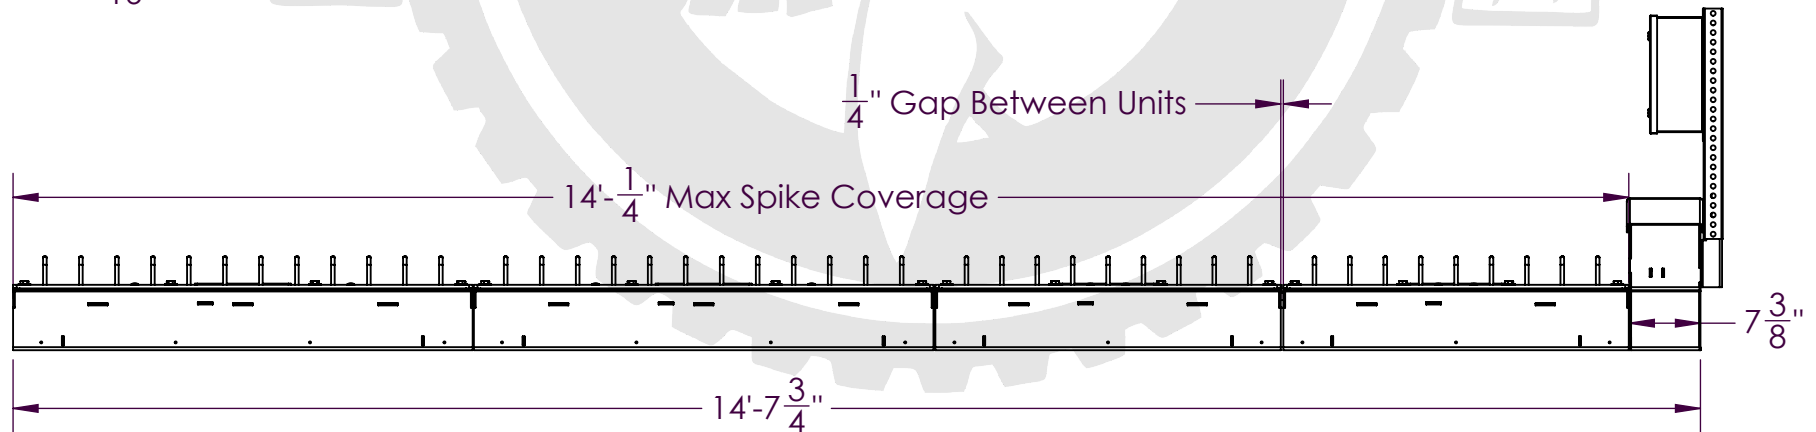 1/4" Gap Between Units
14'-1/4" Max Spike Coverage
7 3/8"
14'-7 3/4"